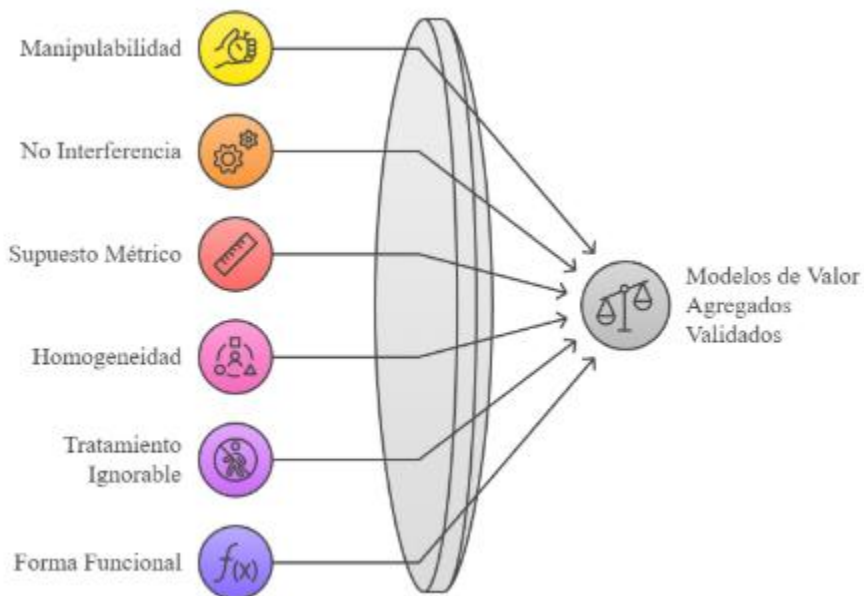 Manipulabilidad
No Interferencia
Supuesto Métrico
Homogeneidad
Tratamiento
Ignorable
Forma Funcional
f(x)
Modelos de Valor
Agregados
Validados